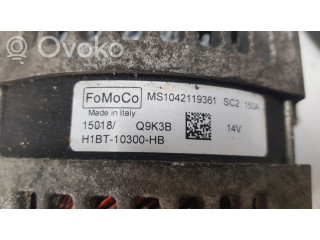 OVOKO
FoMoCo
MS1042119361 SC2 150A
Made in Italy
15018/ Q9K3B 14V
H1BT-10300-HB